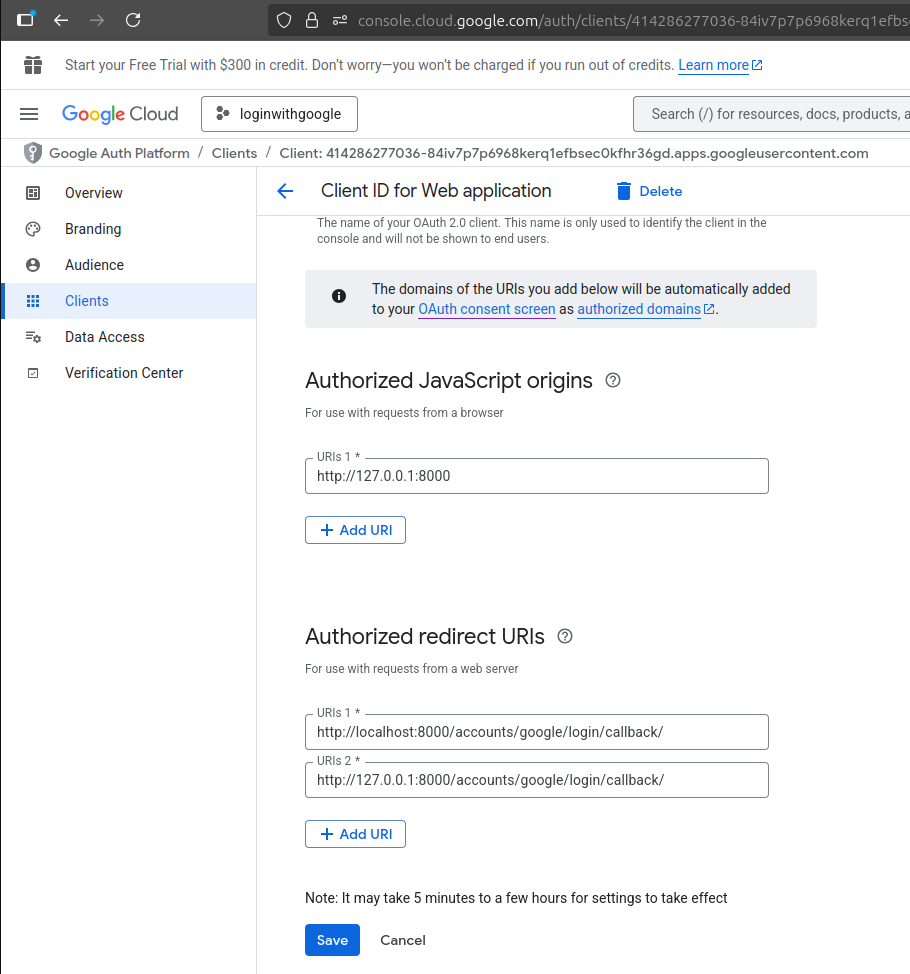 console.cloud.google.com/auth/clients/414286277036-84iv7p7p6968kerq1efbs
Start your Free Trial with $300 in credit. Don’t worry—you won’t be charged if you run out of credits. Learn more
Google Cloud
loginwithgoogle
Search (/) for resources, docs, products, a
Google Auth Platform / Clients / Client: 414286277036-84iv7p7p6968kerq1efbsec0kfhr36gd.apps.googleusercontent.com
Overview
Branding
Audience
Clients
Data Access
Verification Center
Client ID for Web application
Delete
The name of your OAuth 2.0 client. This name is only used to identify the client in the
console and will not be shown to end users.
The domains of the URIs you add below will be automatically added
to your OAuth consent screen as authorized domains.
Authorized JavaScript origins
For use with requests from a browser
URIs 1 *
http://127.0.0.1:8000
+ Add URI
Authorized redirect URIs
For use with requests from a web server
URIs 1 *
http://localhost:8000/accounts/google/login/callback/
URIs 2 *
http://127.0.0.1:8000/accounts/google/login/callback/
+ Add URI
Note: It may take 5 minutes to a few hours for settings to take effect
Save
Cancel